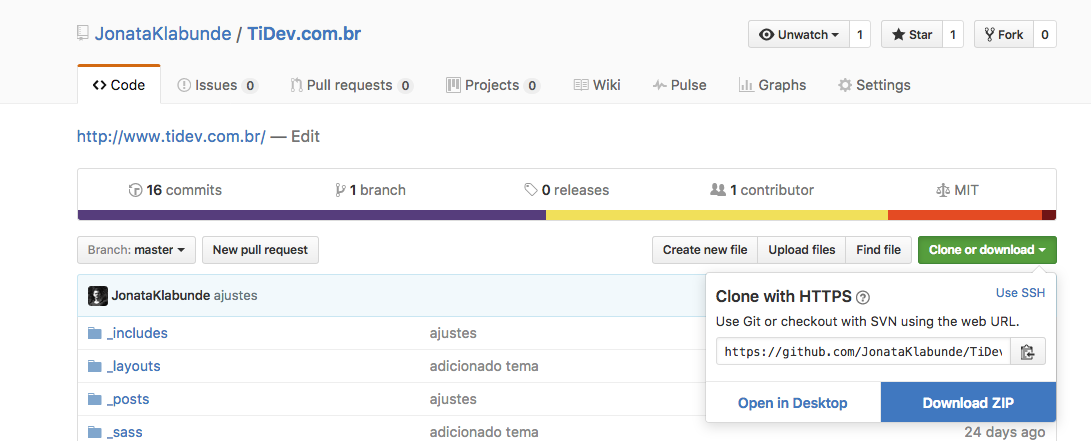 JonataKlabunde / TiDev.com.br
Unwatch 1
Star 1
Fork 0
Code
Issues 0
Pull requests 0
Projects 0
Wiki
Pulse
Graphs
Settings
http://www.tidev.com.br/ — Edit
16 commits
1 branch
0 releases
1 contributor
MIT
Branch: master
New pull request
Create new file
Upload files
Find file
Clone or download
JonataKlabunde ajustes
Clone with HTTPS
Use SSH
Use Git or checkout with SVN using the web URL.
https://github.com/JonataKlabunde/TiDev
Open in Desktop
Download ZIP
_includes ajustes
_layouts adicionado tema
_posts ajustes
_sass adicionado tema 24 days ago